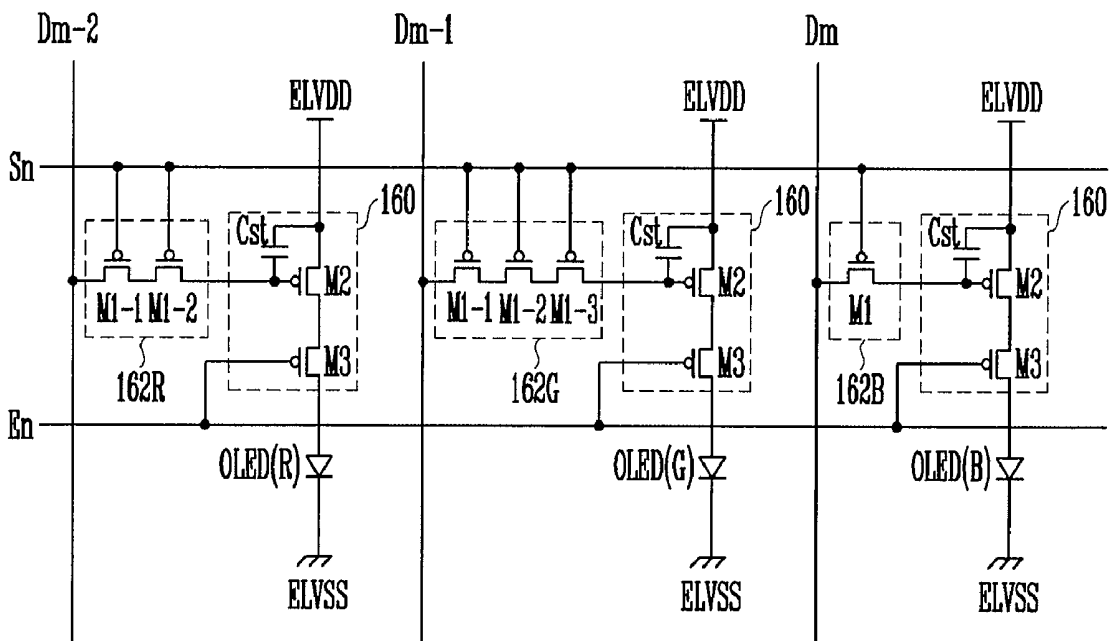 Dm-2 Dm-1 Dm
ELVDD ELVDD ELVDD
Sn
160 160 160
Cst Cst Cst
M2 M2 M2
M1-1 M1-2 M1-1 M1-2 M1-3 M1
M3 M3 M3
162R 162G 162B
En
OLED(R) OLED(G) OLED(B)
ELVSS ELVSS ELVSS